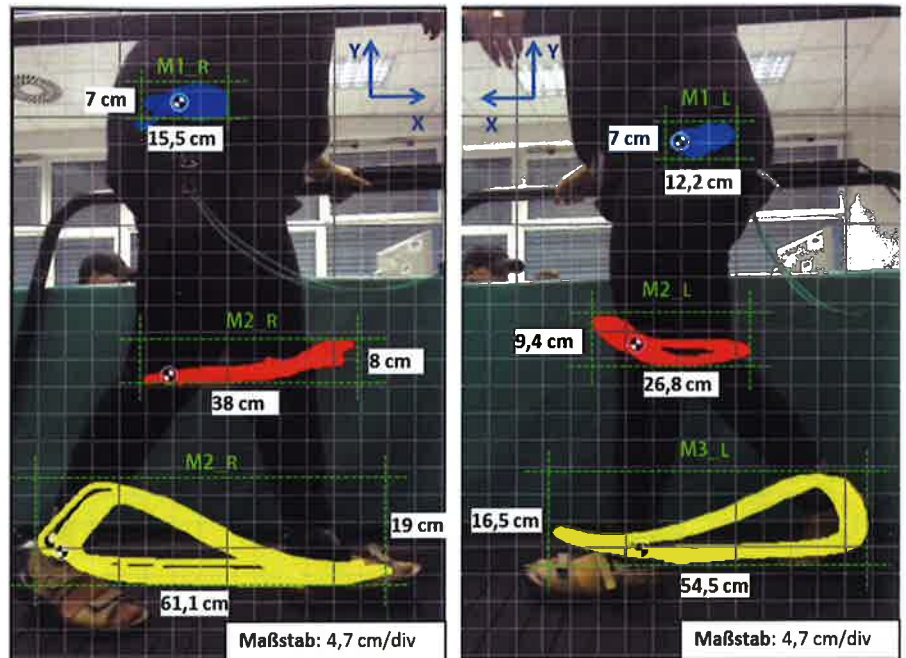 Y
X
M1_R
7 cm
15,5 cm
M2_R
8 cm
38 cm
M2_R
19 cm
61,1 cm
Maßstab: 4,7 cm/div
Y
X
M1_L
7 cm
12,2 cm
M2_L
9,4 cm
26,8 cm
M3_L
16,5 cm
54,5 cm
Maßstab: 4,7 cm/div